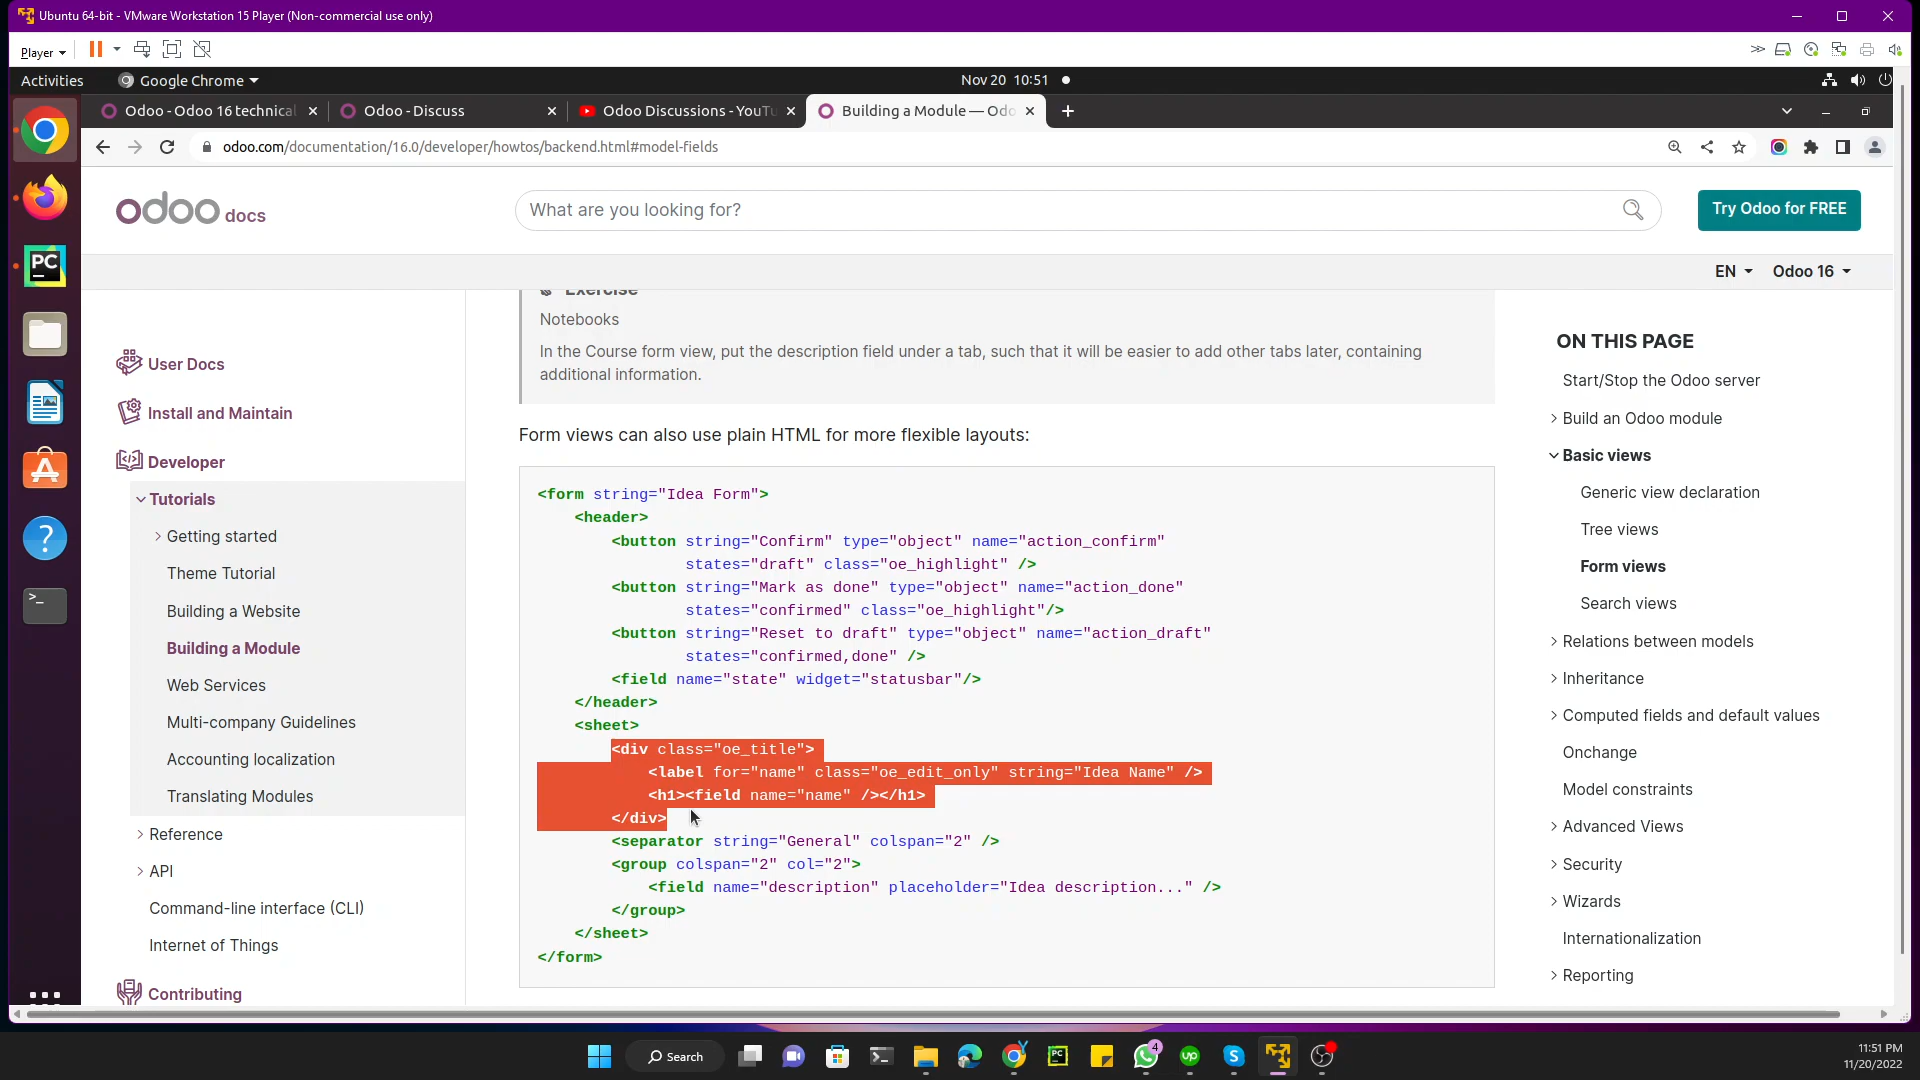 Ubuntu 64-bit - VMware Workstation 15 Player (Non-commercial use only)
Player
Activities
Google Chrome
Nov 20 10:51
Odoo - Odoo 16 technical
Odoo - Discuss
Odoo Discussions - YouTu
Building a Module — Odo
odoo.com/documentation/16.0/developer/howtos/backend.html#model-fields
odoo docs
What are you looking for?
Try Odoo for FREE
EN
Odoo 16
User Docs
Install and Maintain
Developer
Tutorials
Getting started
Theme Tutorial
Building a Website
Building a Module
Web Services
Multi-company Guidelines
Accounting localization
Translating Modules
Reference
API
Command-line interface (CLI)
Internet of Things
Contributing
Exercise
Notebooks
In the Course form view, put the description field under a tab, such that it will be easier to add other tabs later, containing
additional information.
Form views can also use plain HTML for more flexible layouts:
<form string="Idea Form">
    <header>
        <button string="Confirm" type="object" name="action_confirm"
                states="draft" class="oe_highlight" />
        <button string="Mark as done" type="object" name="action_done"
                states="confirmed" class="oe_highlight"/>
        <button string="Reset to draft" type="object" name="action_draft"
                states="confirmed,done" />
        <field name="state" widget="statusbar"/>
    </header>
    <sheet>
        <div class="oe_title">
            <label for="name" class="oe_edit_only" string="Idea Name" />
            <h1><field name="name" /></h1>
        </div>
        <separator string="General" colspan="2" />
        <group colspan="2" col="2">
            <field name="description" placeholder="Idea description..." />
        </group>
    </sheet>
</form>
ON THIS PAGE
Start/Stop the Odoo server
Build an Odoo module
Basic views
Generic view declaration
Tree views
Form views
Search views
Relations between models
Inheritance
Computed fields and default values
Onchange
Model constraints
Advanced Views
Security
Wizards
Internationalization
Reporting
PC
>_
Search
PC
4
up
S
11:51 PM
11/20/2022